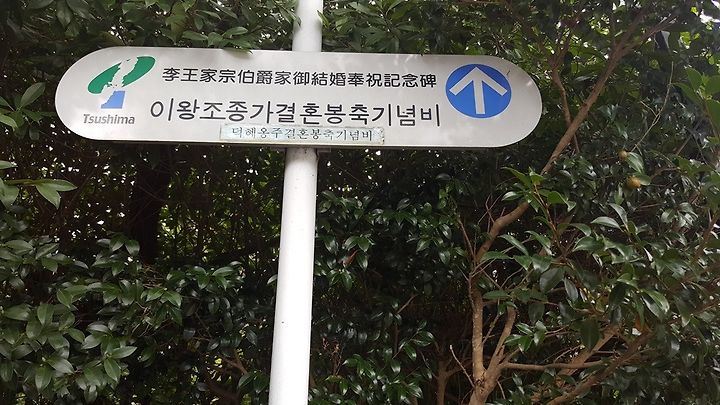 李王家宗伯爵家御結婚奉祝記念碑
Tsushima
이왕조종가결혼봉축기념비
덕혜옹주결혼봉축기념비